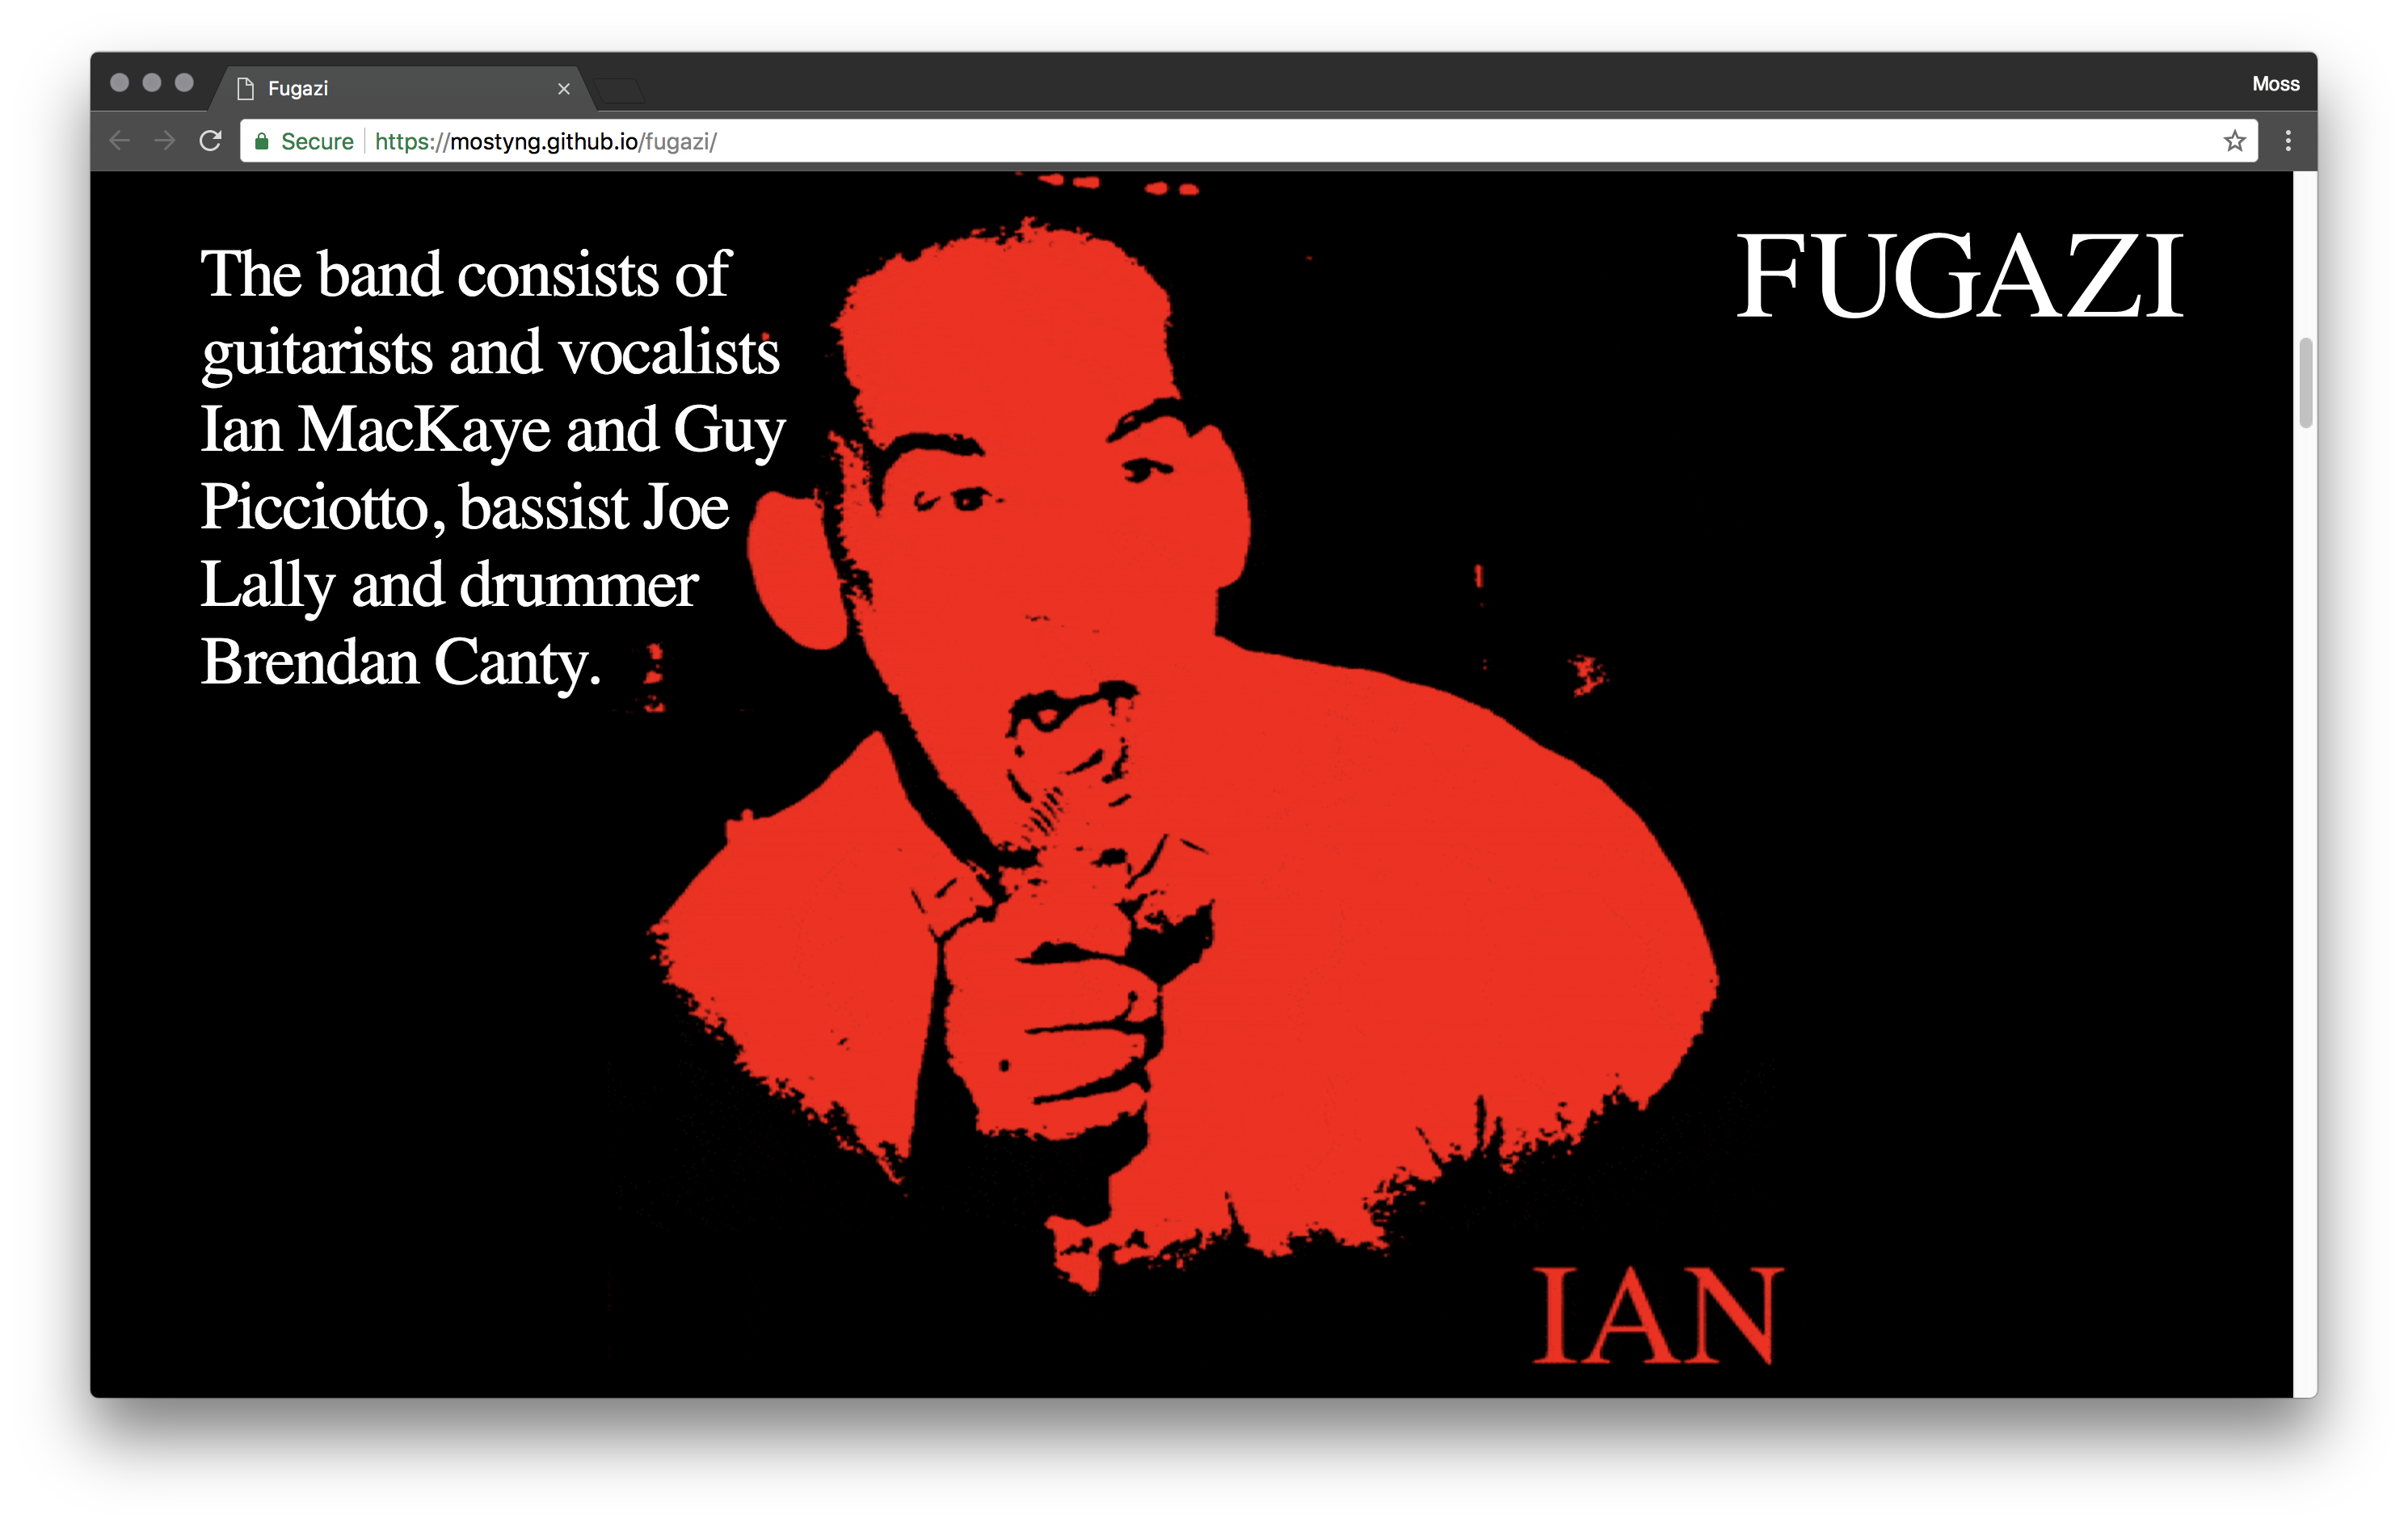 Fugazi
Moss
Secure
https://mostyng.github.io/fugazi/
FUGAZI
The band consists of
guitarists and vocalists
Ian MacKaye and Guy
Picciotto, bassist Joe
Lally and drummer
Brendan Canty.
IAN